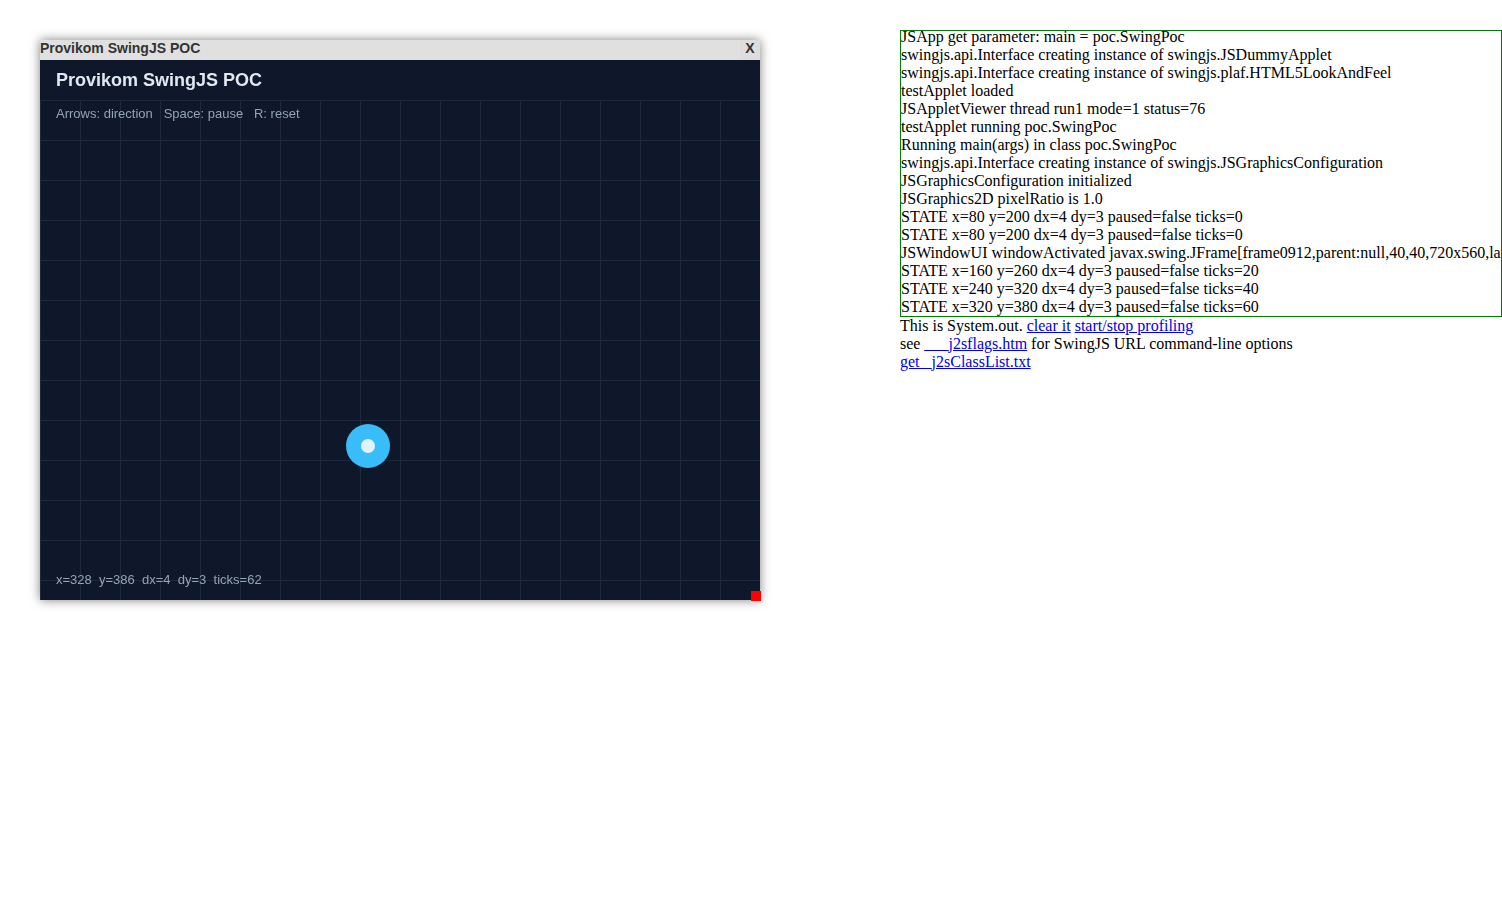 Provikom SwingJS POC X
Provikom SwingJS POC
Arrows: direction   Space: pause   R: reset
x=328  y=386  dx=4  dy=3  ticks=62
JSApp get parameter: main = poc.SwingPoc
swingjs.api.Interface creating instance of swingjs.JSDummyApplet
swingjs.api.Interface creating instance of swingjs.plaf.HTML5LookAndFeel
testApplet loaded
JSAppletViewer thread run1 mode=1 status=76
testApplet running poc.SwingPoc
Running main(args) in class poc.SwingPoc
swingjs.api.Interface creating instance of swingjs.JSGraphicsConfiguration
JSGraphicsConfiguration initialized
JSGraphics2D pixelRatio is 1.0
STATE x=80 y=200 dx=4 dy=3 paused=false ticks=0
STATE x=80 y=200 dx=4 dy=3 paused=false ticks=0
JSWindowUI windowActivated javax.swing.JFrame[frame0912,parent:null,40,40,720x560,la
STATE x=160 y=260 dx=4 dy=3 paused=false ticks=20
STATE x=240 y=320 dx=4 dy=3 paused=false ticks=40
STATE x=320 y=380 dx=4 dy=3 paused=false ticks=60
This is System.out. clear it start/stop profiling
see ___j2sflags.htm for SwingJS URL command-line options
get _j2sClassList.txt